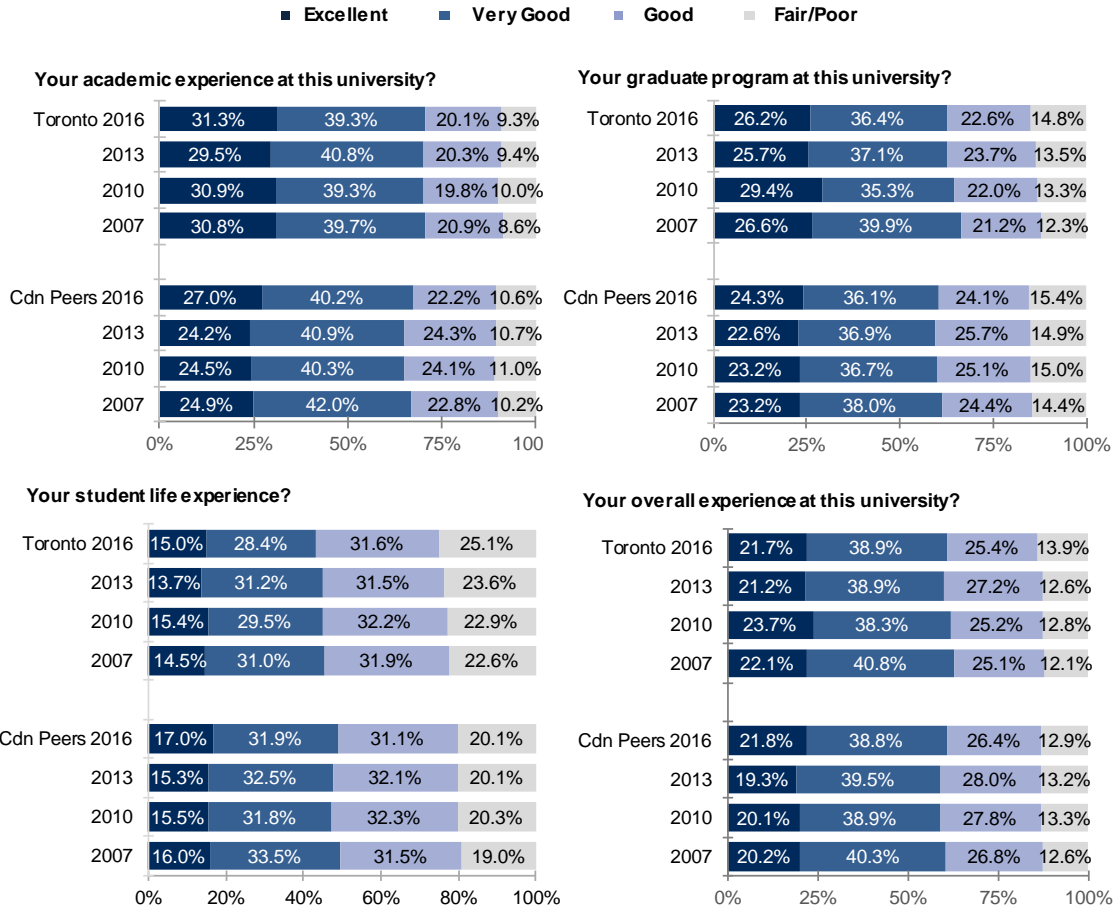 Excellent Very Good Good Fair/Poor
Your academic experience at this university?
Toronto 2016 31.3% 39.3% 20.1% 9.3%
2013 29.5% 40.8% 20.3% 9.4%
2010 30.9% 39.3% 19.8% 10.0%
2007 30.8% 39.7% 20.9% 8.6%
Cdn Peers 2016 27.0% 40.2% 22.2% 10.6%
2013 24.2% 40.9% 24.3% 10.7%
2010 24.5% 40.3% 24.1% 11.0%
2007 24.9% 42.0% 22.8% 10.2%
0% 25% 50% 75% 100
Your graduate program at this university?
Toronto 2016 26.2% 36.4% 22.6% 14.8%
2013 25.7% 37.1% 23.7% 13.5%
2010 29.4% 35.3% 22.0% 13.3%
2007 26.6% 39.9% 21.2% 12.3%
Cdn Peers 2016 24.3% 36.1% 24.1% 15.4%
2013 22.6% 36.9% 25.7% 14.9%
2010 23.2% 36.7% 25.1% 15.0%
2007 23.2% 38.0% 24.4% 14.4%
0% 25% 50% 75% 100%
Your student life experience?
Toronto 2016 15.0% 28.4% 31.6% 25.1%
2013 13.7% 31.2% 31.5% 23.6%
2010 15.4% 29.5% 32.2% 22.9%
2007 14.5% 31.0% 31.9% 22.6%
Cdn Peers 2016 17.0% 31.9% 31.1% 20.1%
2013 15.3% 32.5% 32.1% 20.1%
2010 15.5% 31.8% 32.3% 20.3%
2007 16.0% 33.5% 31.5% 19.0%
0% 20% 40% 60% 80% 100%
Your overall experience at this university?
Toronto 2016 21.7% 38.9% 25.4% 13.9%
2013 21.2% 38.9% 27.2% 12.6%
2010 23.7% 38.3% 25.2% 12.8%
2007 22.1% 40.8% 25.1% 12.1%
Cdn Peers 2016 21.8% 38.8% 26.4% 12.9%
2013 19.3% 39.5% 28.0% 13.2%
2010 20.1% 38.9% 27.8% 13.3%
2007 20.2% 40.3% 26.8% 12.6%
0% 25% 50% 75% 100%